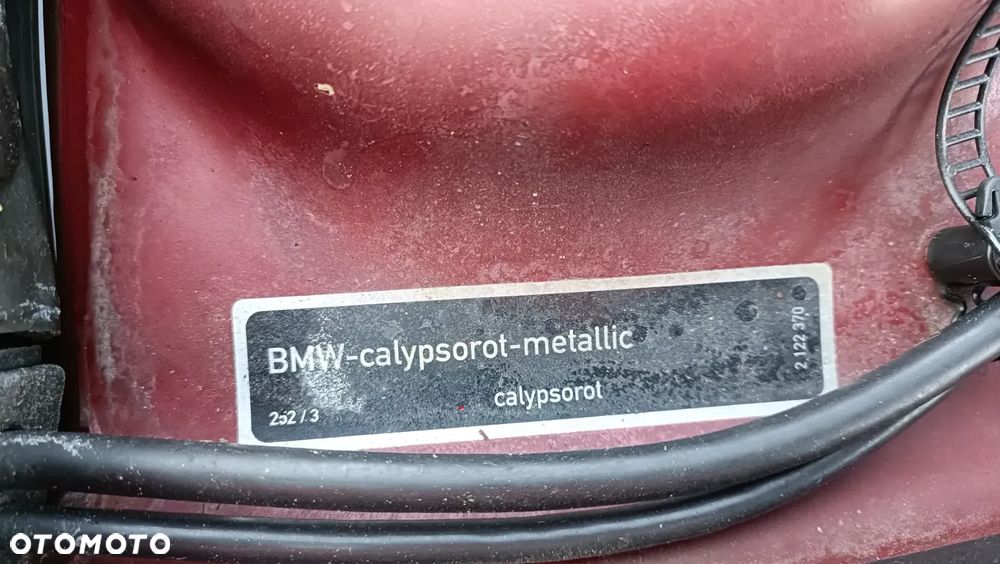 BMW-calypsorot-metallic
calypsorot
252 / 3
2 122 370
OTOMOTO